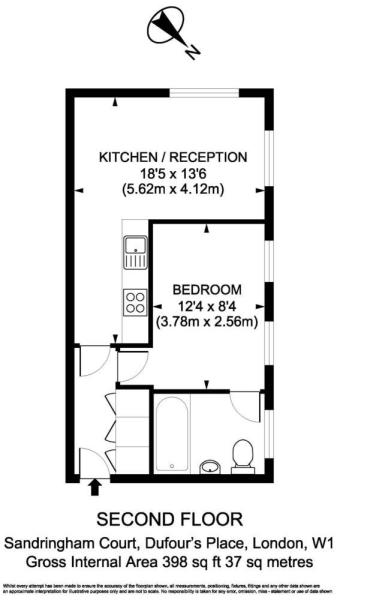 N
KITCHEN / RECEPTION
18'5 x 13'6
(5.62m x 4.12m)
BEDROOM
12'4 x 8'4
(3.78m x 2.56m)
SECOND FLOOR
Sandringham Court, Dufour's Place, London, W1
Gross Internal Area 398 sq ft 37 sq metres
Whilst every attempt has been made to ensure the accuracy of the floorplan shown, all measurements, positioning, fixtures, fittings and any other data shown are
an approximate interpretation for illustrative purposes only and are not to scale. No responsibility is taken for any error, omission, miss - statement or use of data shown